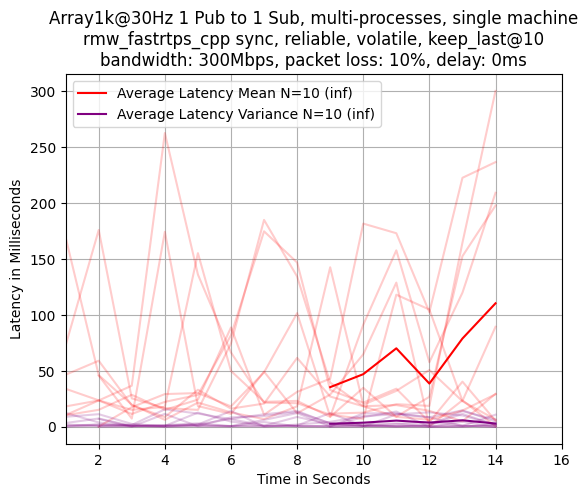 Array1k@30Hz 1 Pub to 1 Sub, multi-processes, single machine
rmw_fastrtps_cpp sync, reliable, volatile, keep_last@10
bandwidth: 300Mbps, packet loss: 10%, delay: 0ms
Average Latency Mean N=10 (inf)
Average Latency Variance N=10 (inf)
Latency in Milliseconds
300
250
200
150
100
50
0
2 4 6 8 10 12 14 16
Time in Seconds